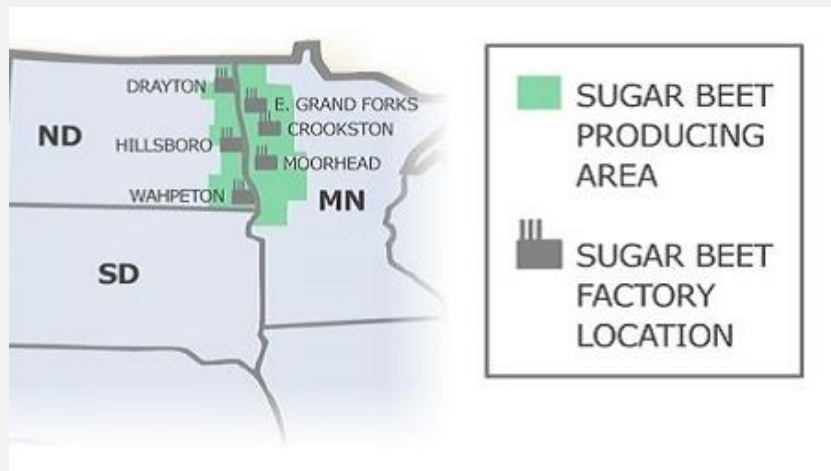 DRAYTON
E. GRAND FORKS
CROOKSTON
ND
HILLSBORO
MOORHEAD
WAHPETON
MN
SD
SUGAR BEET
PRODUCING
AREA
SUGAR BEET
FACTORY
LOCATION